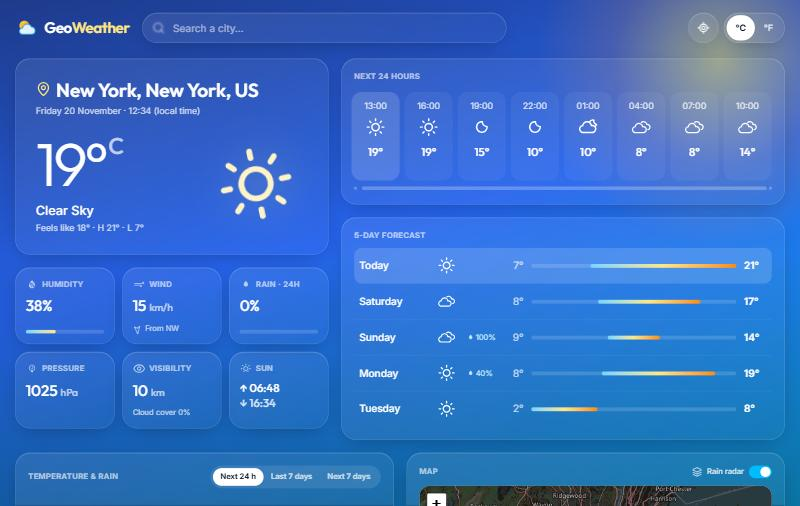 GeoWeather
Search a city...
°C
°F
New York, New York, US
Friday 20 November · 12:34 (local time)
19°C
Clear Sky
Feels like 18° · H 21° · L 7°
NEXT 24 HOURS
13:00 16:00 19:00 22:00 01:00 04:00 07:00 10:00
19° 19° 15° 10° 10° 8° 8° 14°
HUMIDITY
38%
WIND
15 km/h
From NW
RAIN · 24H
0%
PRESSURE
1025 hPa
VISIBILITY
10 km
Cloud cover 0%
SUN
↑ 06:48
↓ 16:34
5-DAY FORECAST
Today 7° 21°
Saturday 8° 17°
Sunday 100% 9° 14°
Monday 40% 8° 19°
Tuesday 2° 8°
TEMPERATURE & RAIN
Next 24 h
Last 7 days
Next 7 days
MAP
Rain radar
+
Ridgewood
Port Chester
Harrison